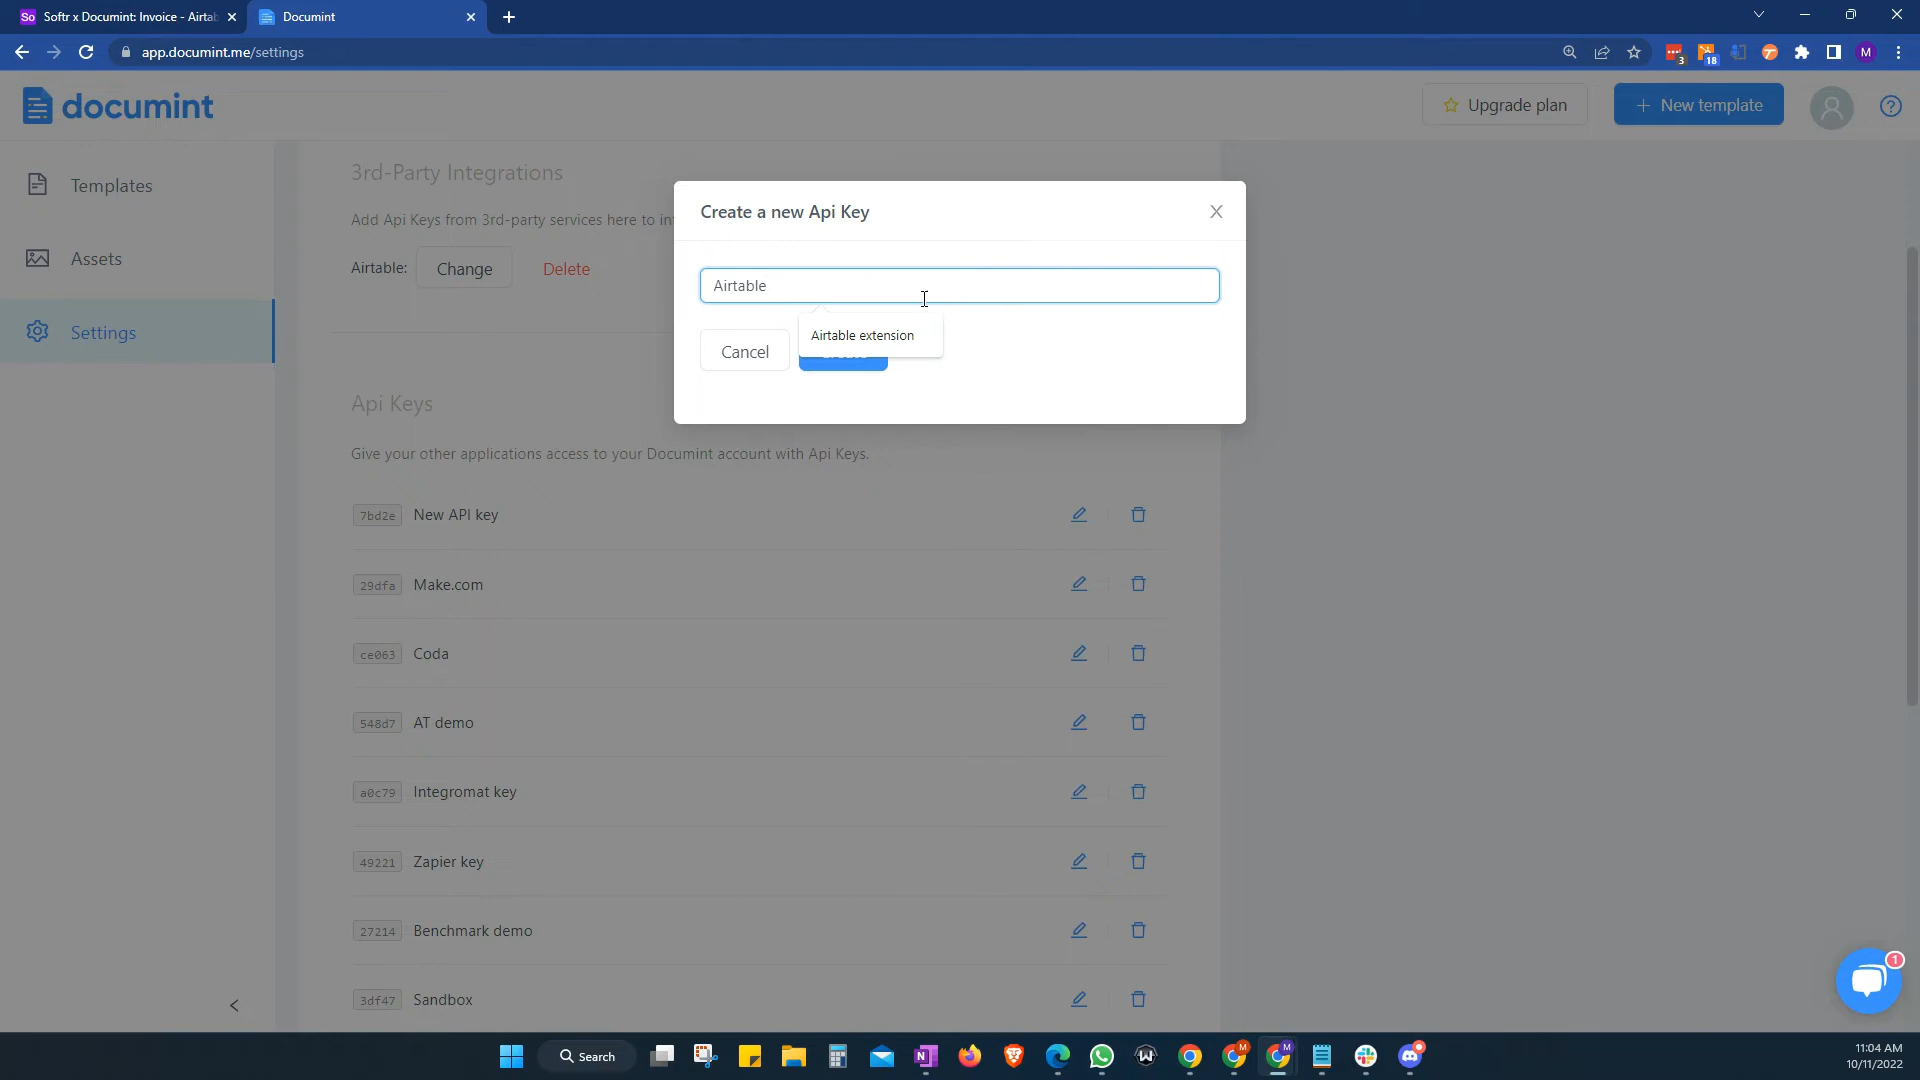 Softr x Documint: Invoice - Airta
Documint
app.documint.me/settings
3
18
M
documint
Upgrade plan
New template
Templates
Assets
Settings
3rd-Party Integrations
Add Api Keys from 3rd-party services here to in
Airtable:
Change
Delete
Create a new Api Key
Airtable
Airtable extension
Cancel
Api Keys
Give your other applications access to your Documint account with Api Keys.
7bd2e New API key
29dfa Make.com
ce063 Coda
548d7 AT demo
a0c79 Integromat key
49221 Zapier key
27214 Benchmark demo
3df47 Sandbox
1
Search
11:04 AM
10/11/2022